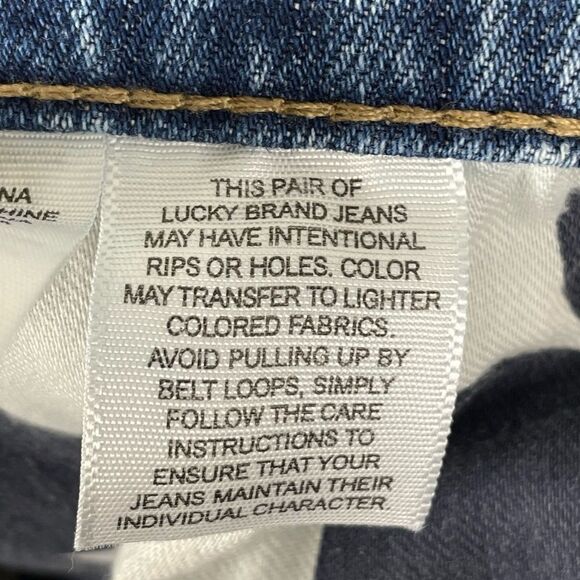 NA
THIS PAIR OF
LUCKY BRAND JEANS
MAY HAVE INTENTIONAL
RIPS OR HOLES. COLOR
MAY TRANSFER TO LIGHTER
COLORED FABRICS.
AVOID PULLING UP BY
BELT LOOPS, SIMPLY
FOLLOW THE CARE
INSTRUCTIONS TO
ENSURE THAT YOUR
JEANS MAINTAIN THEIR
INDIVIDUAL CHARACTER